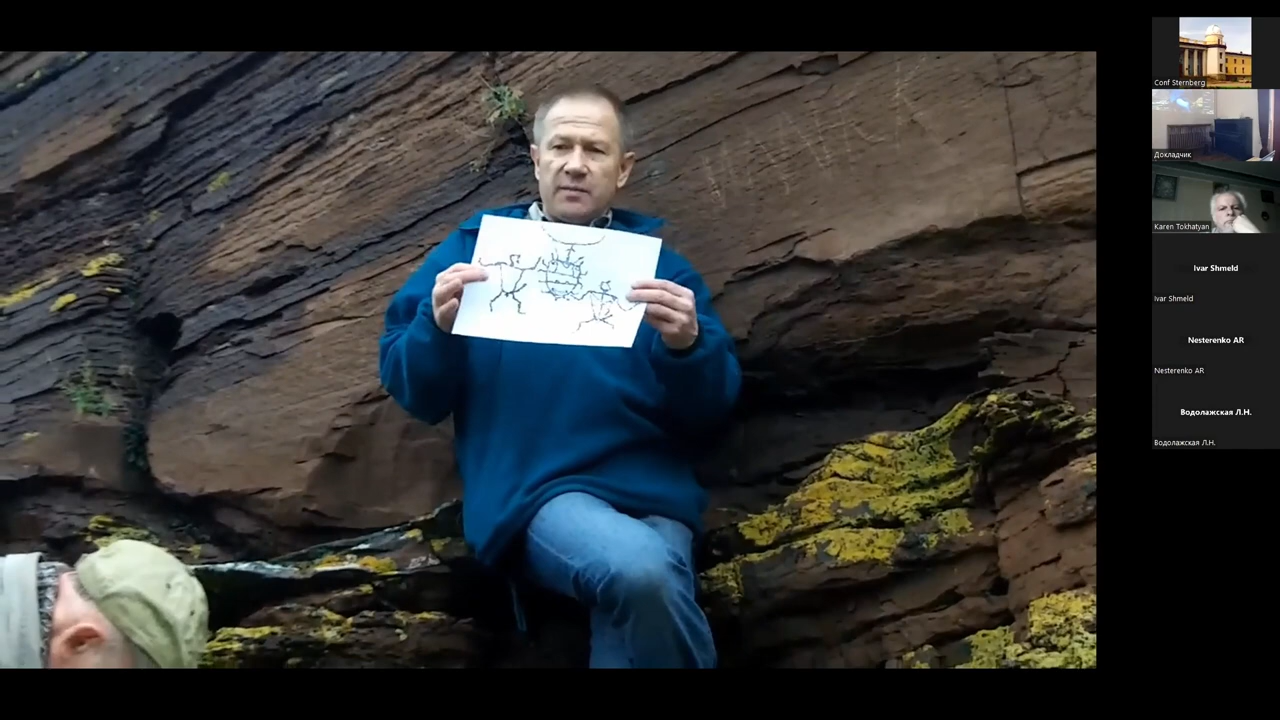 Conf Sternberg
Докладчик
Karen Tokhatyan
Ivar Shmeld
Ivar Shmeld
Nesterenko AR
Nesterenko AR
Водолажская Л.Н.
Водолажская Л.Н.